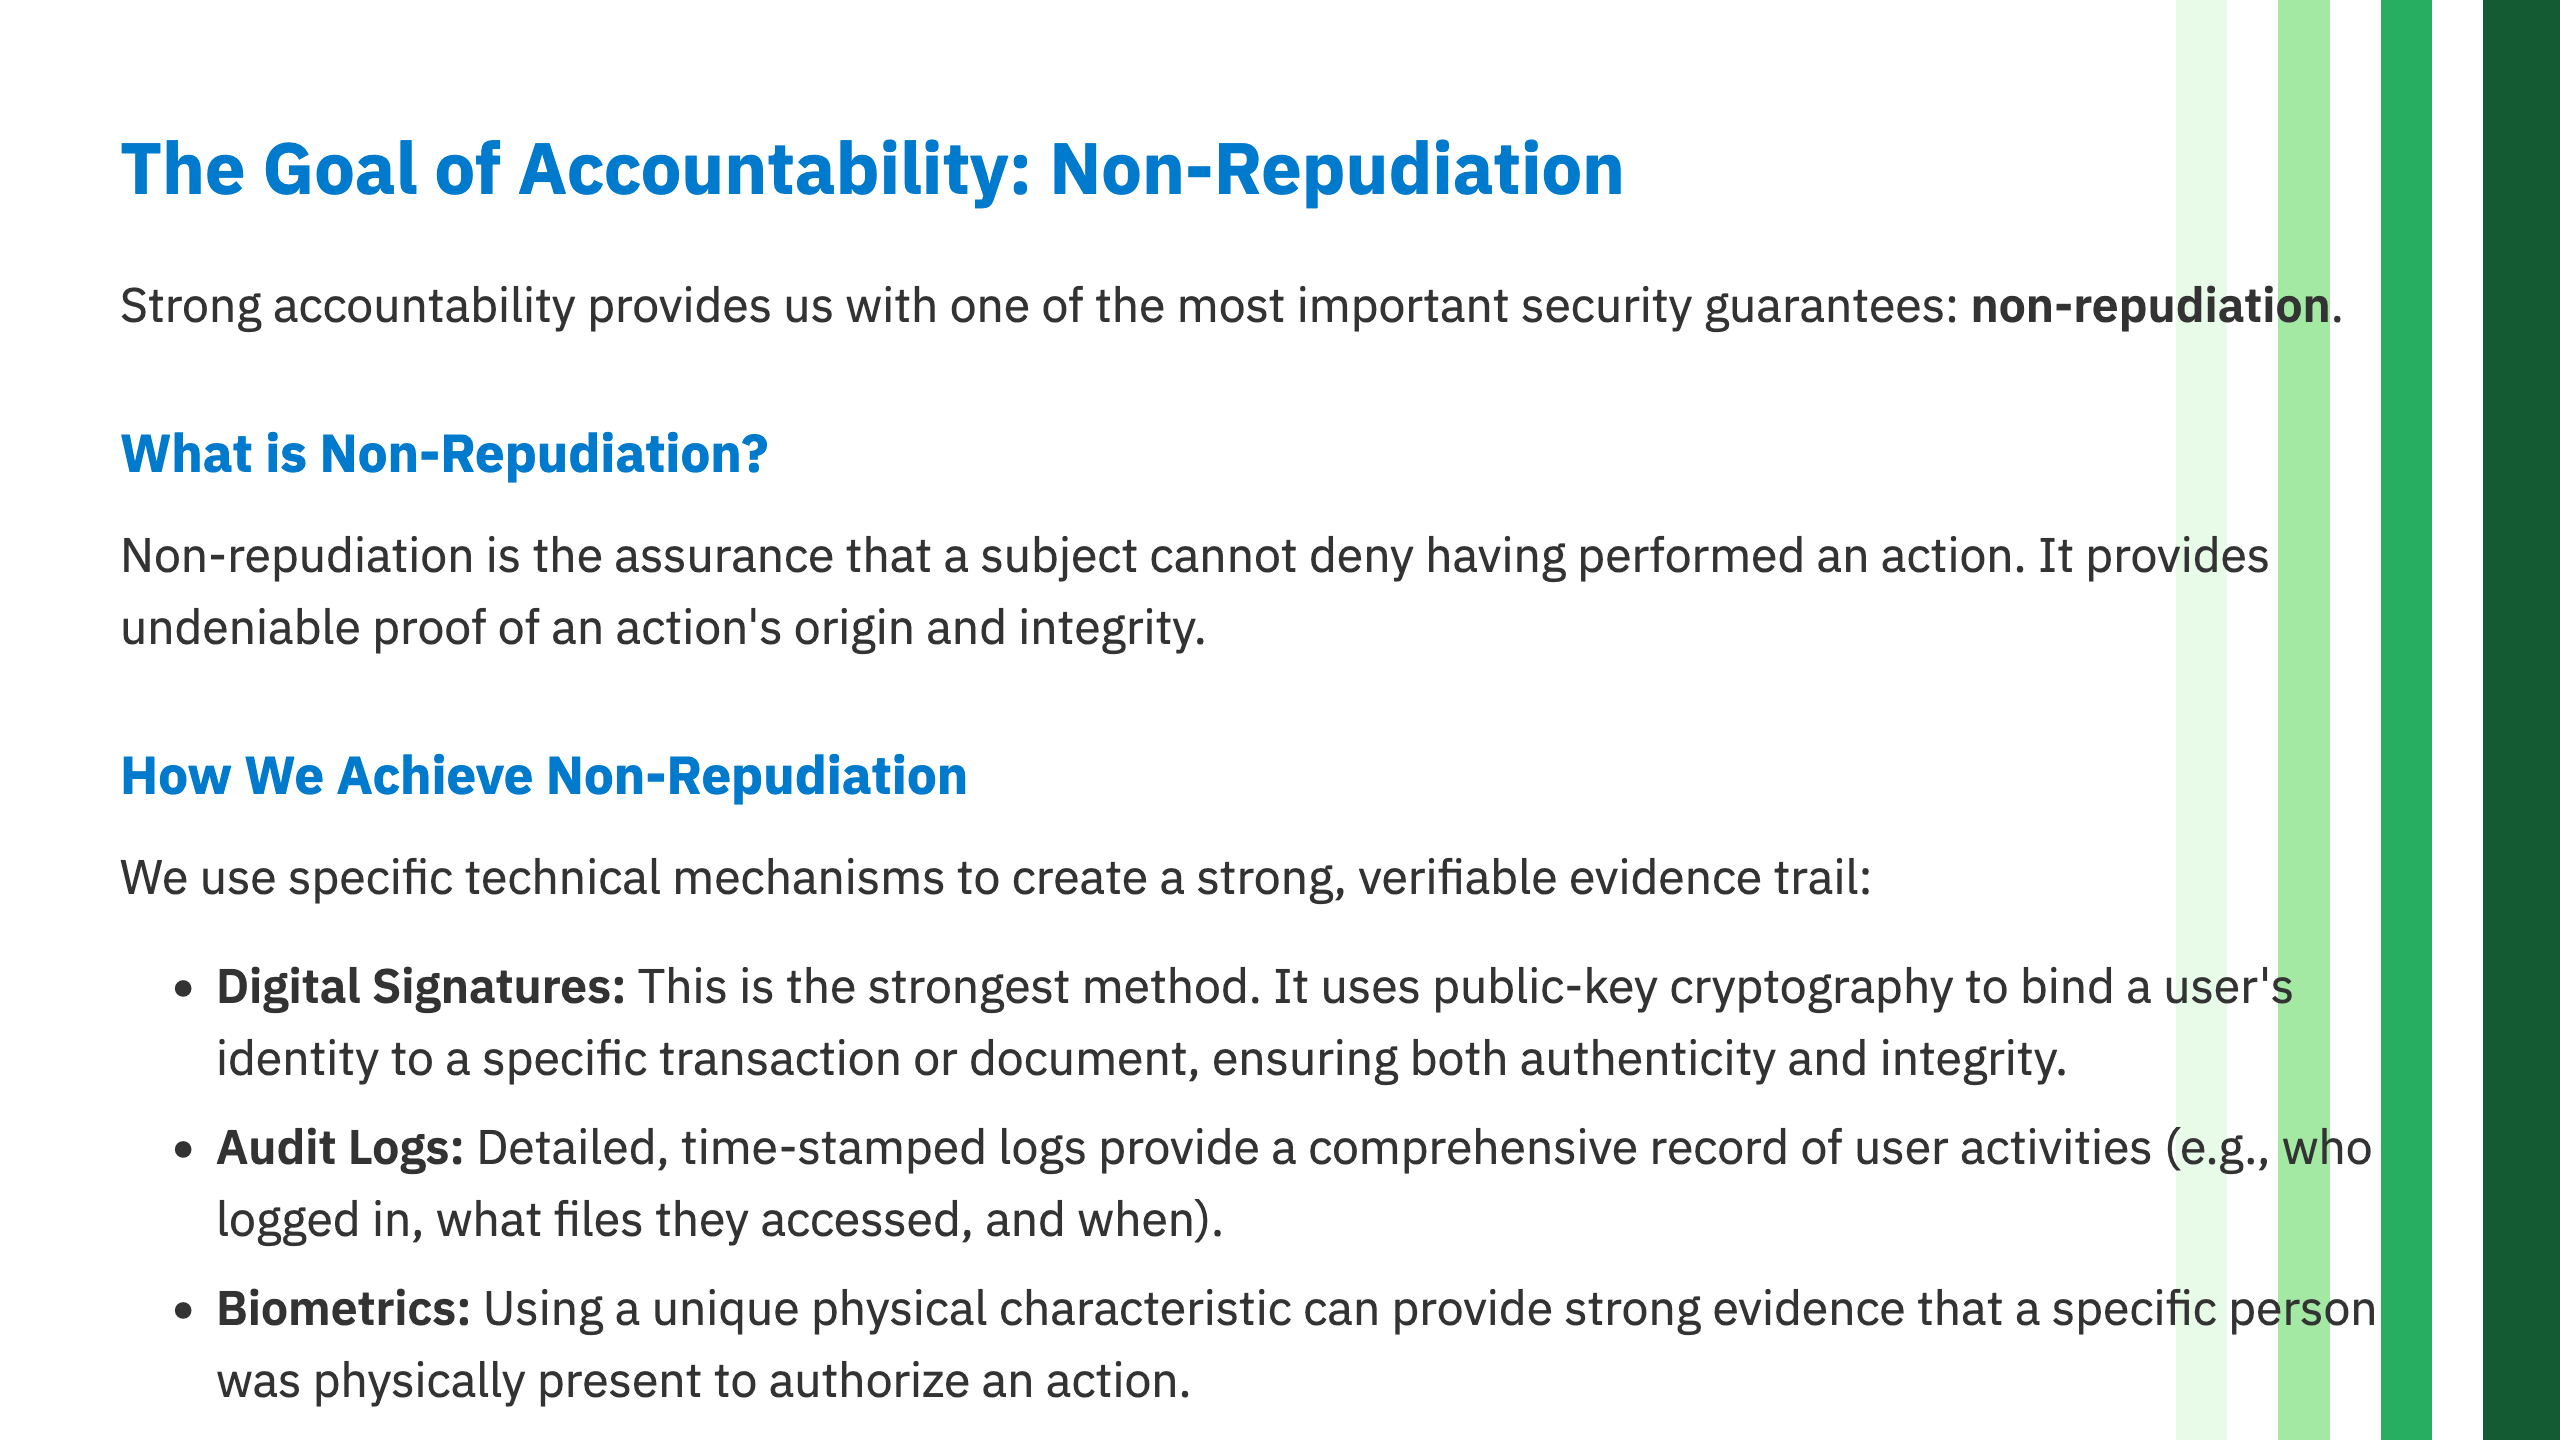 The Goal of Accountability: Non-Repudiation
Strong accountability provides us with one of the most important security guarantees: non-repudiation.
What is Non-Repudiation?
Non-repudiation is the assurance that a subject cannot deny having performed an action. It provides
undeniable proof of an action's origin and integrity.
How We Achieve Non-Repudiation
We use specific technical mechanisms to create a strong, verifiable evidence trail:
• Digital Signatures: This is the strongest method. It uses public-key cryptography to bind a user's
identity to a specific transaction or document, ensuring both authenticity and integrity.
• Audit Logs: Detailed, time-stamped logs provide a comprehensive record of user activities (e.g., who
logged in, what files they accessed, and when).
• Biometrics: Using a unique physical characteristic can provide strong evidence that a specific person
was physically present to authorize an action.